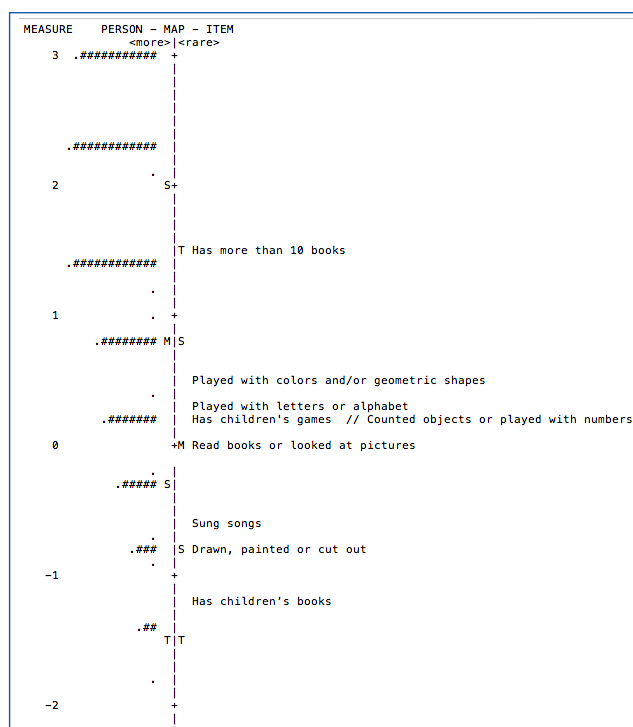 MEASURE    PERSON - MAP - ITEM
                <more>|<rare>
    3  .###########  +
                      |
                      |
                      |
                      |
                      |
                      |
      .############   |
                      |
                   .  |
    2                S+
                      |
                      |
                      |
                      |
                      |T Has more than 10 books
      .############   |
                      |
                   .  |
                      |
    1              .  +
                      |
          .######## M|S
                      |
                      |
                      |  Played with colors and/or geometric shapes
                   .  |
                      |  Played with letters or alphabet
           .#######   |  Has children's games  // Counted objects or played with numbers
                      |
    0                 +M Read books or looked at pictures
                      |
                   .  |
             .##### S|
                      |
                      |
                      |  Sung songs
                   .  |
               .###   |S Drawn, painted or cut out
                   .  |
   -1                 +
                      |
                      |  Has children’s books
                      |
                .##   |
                     T|T
                      |
                      |
                   .  |
                      |
   -2                 +
                      |